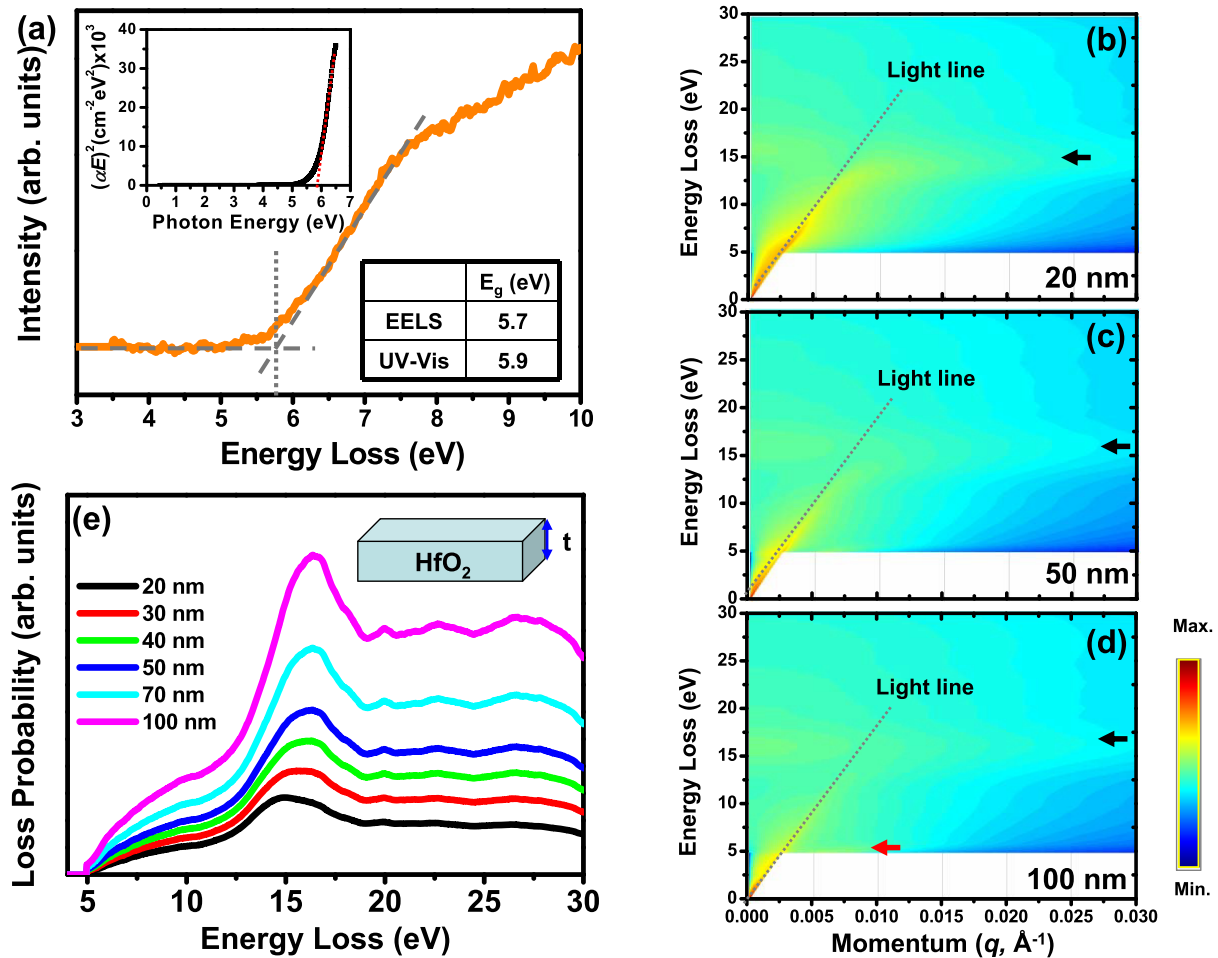 (a)
Intensity (arb. units)
(αE)²(cm⁻²eV²)x10³
40
30
20
10
0
0 1 2 3 4 5 6 7
Photon Energy (eV)
E_g (eV)
EELS 5.7
UV-Vis 5.9
3 4 5 6 7 8 9 10
Energy Loss (eV)
(b)
Light line
Energy Loss (eV)
30
25
20
15
10
5
0
20 nm
(c)
Light line
Energy Loss (eV)
30
25
20
15
10
5
0
50 nm
(d)
Light line
Energy Loss (eV)
30
25
20
15
10
5
0
100 nm
0.000 0.005 0.010 0.015 0.020 0.025 0.030
Momentum (q, Å⁻¹)
Max.
Min.
(e)
Loss Probability (arb. units)
HfO₂
t
20 nm
30 nm
40 nm
50 nm
70 nm
100 nm
5 10 15 20 25 30
Energy Loss (eV)